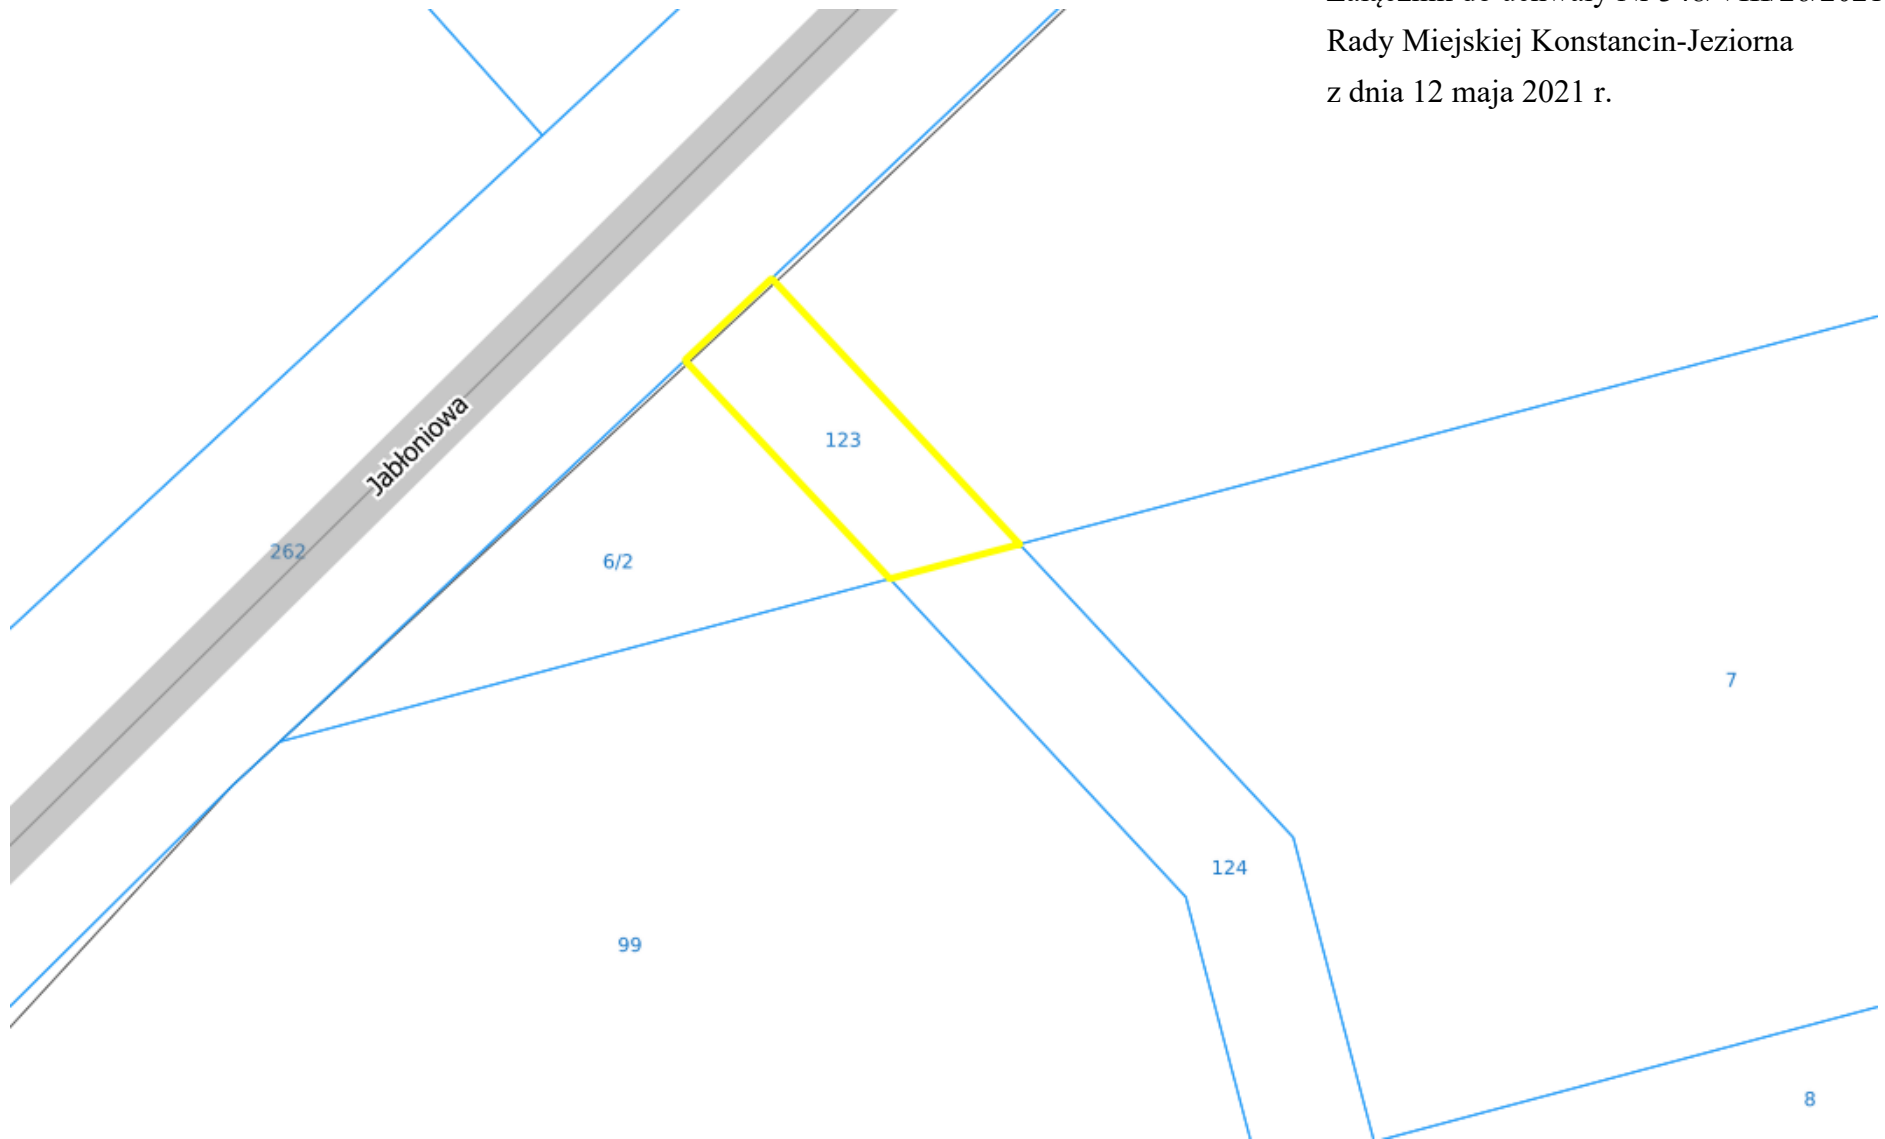 Rady Miejskiej Konstancin-Jeziorna
z dnia 12 maja 2021 r.
123
Jabłoniowa
262
6/2
7
124
99
8